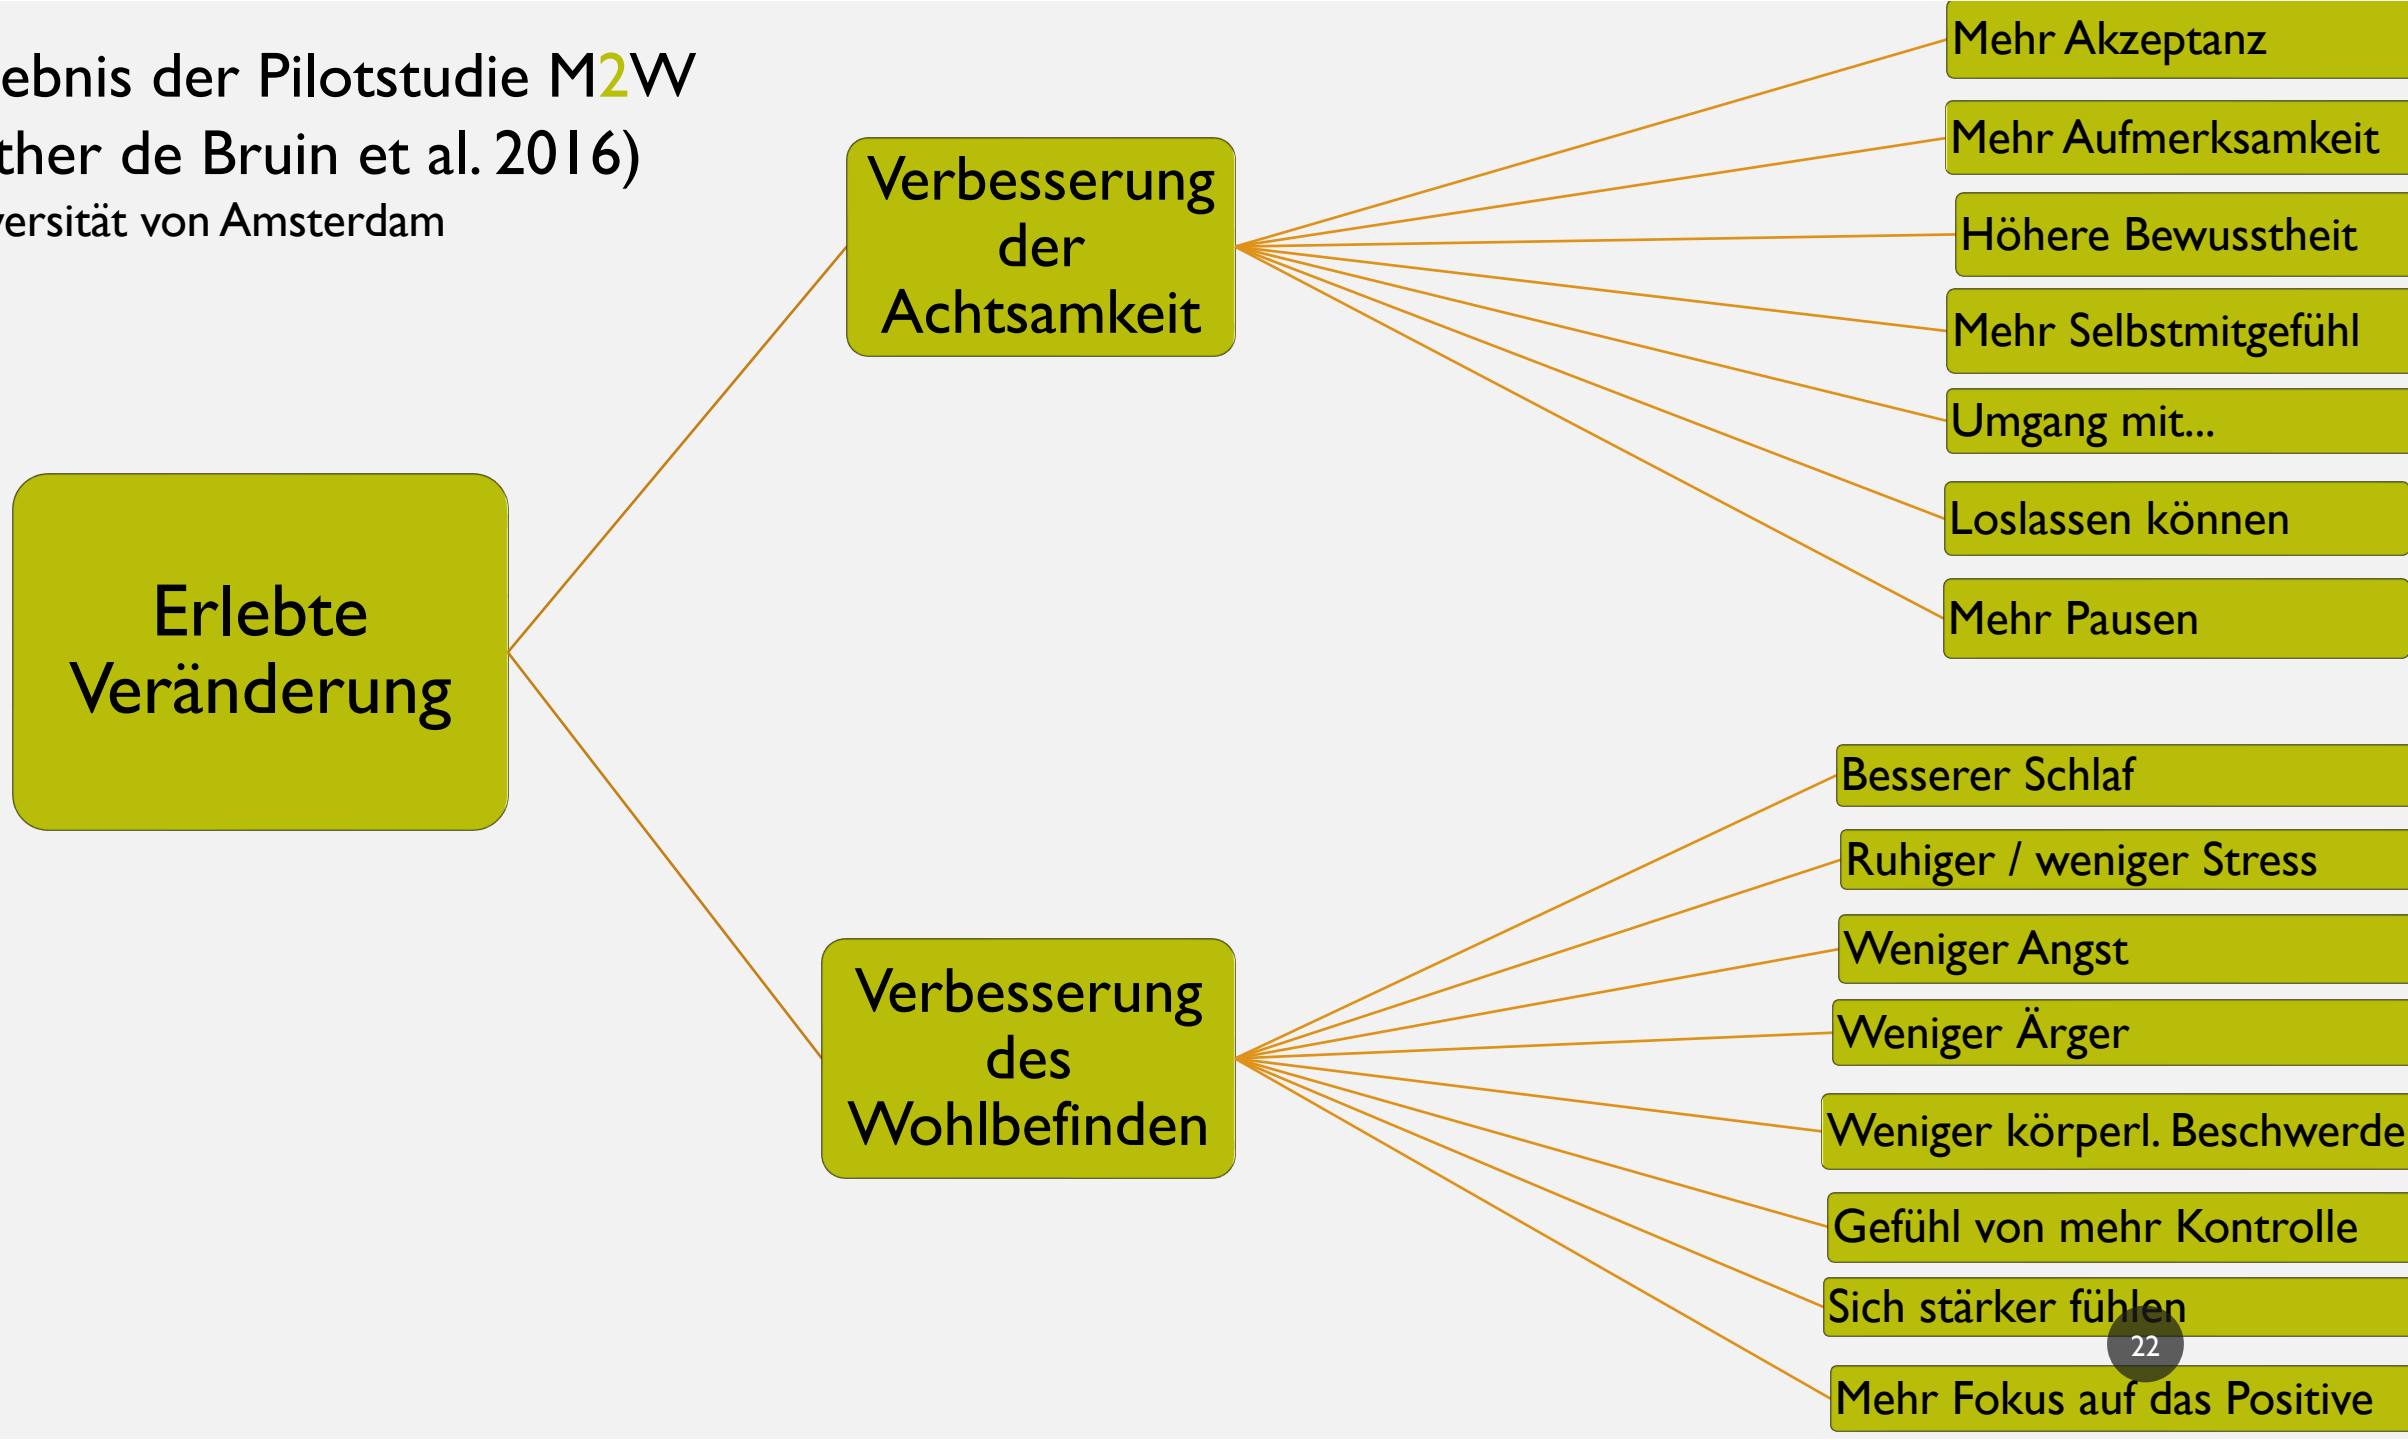 ebnis der Pilotstudie M2W
ther de Bruin et al. 2016)
versität von Amsterdam
Erlebte
Veränderung
Verbesserung
der
Achtsamkeit
Mehr Akzeptanz
Mehr Aufmerksamkeit
Höhere Bewusstheit
Mehr Selbstmitgefühl
Umgang mit...
Loslassen können
Mehr Pausen
Verbesserung
des
Wohlbefinden
Besserer Schlaf
Ruhiger / weniger Stress
Weniger Angst
Weniger Ärger
Weniger körperl. Beschwerde
Gefühl von mehr Kontrolle
Sich stärker fühlen
Mehr Fokus auf das Positive
22